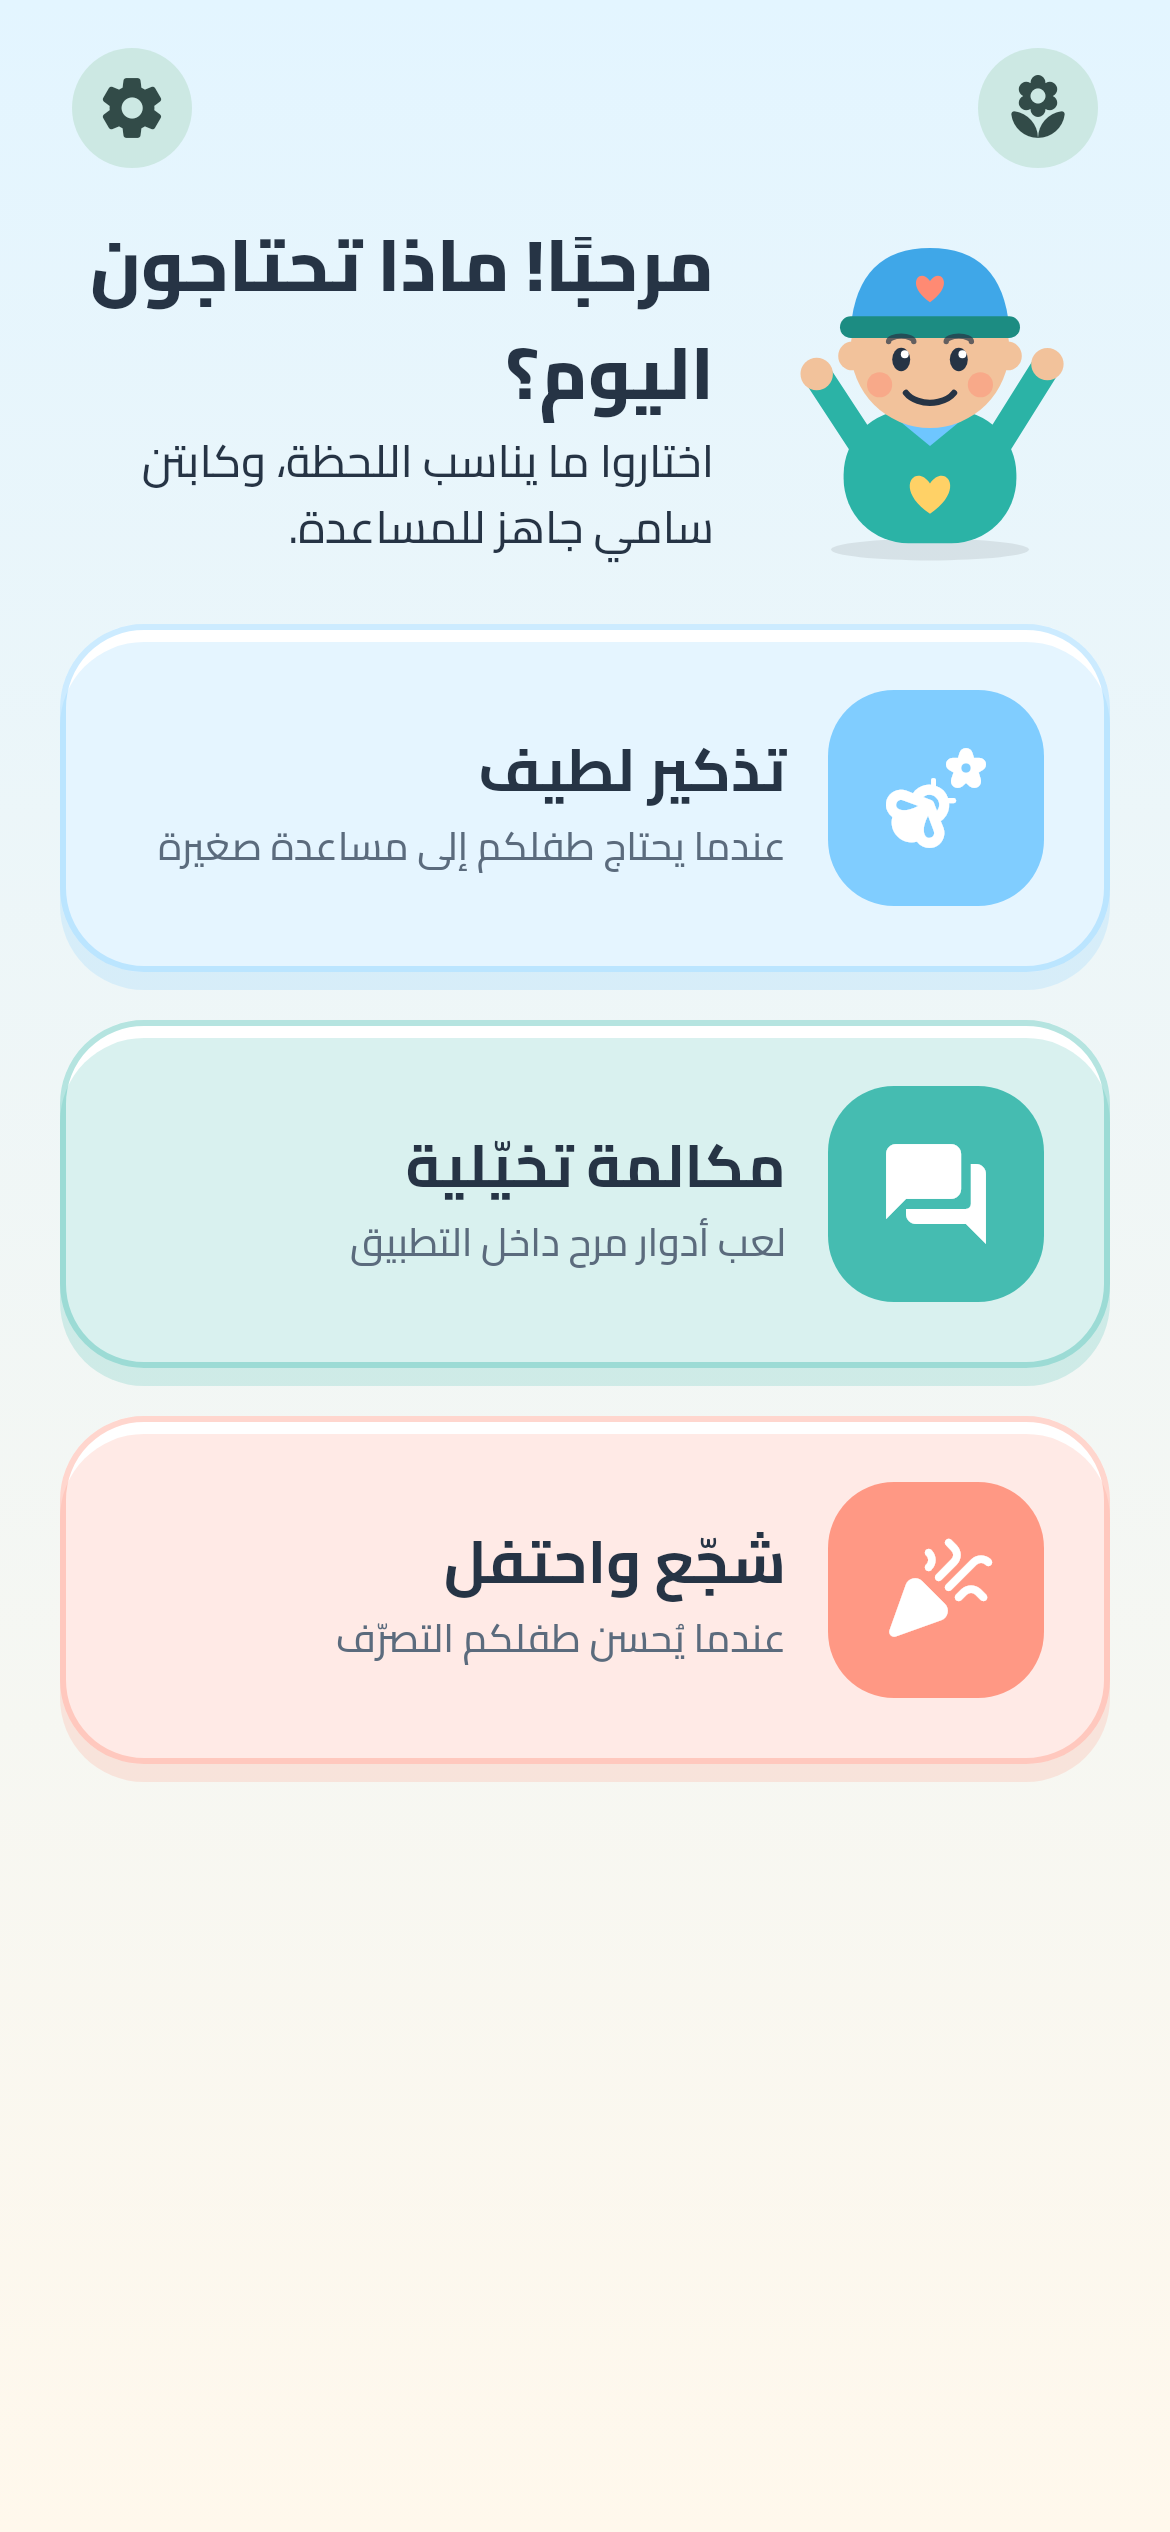 مرحبًا! ماذا تحتاجون
اليوم؟
اختاروا ما يناسب اللحظة، وكابتن
سامي جاهز للمساعدة.
تذكير لطيف
عندما يحتاج طفلكم إلى مساعدة صغيرة
مكالمة تخيّلية
لعب أدوار مرح داخل التطبيق
شجّع واحتفل
عندما يُحسن طفلكم التصرّف